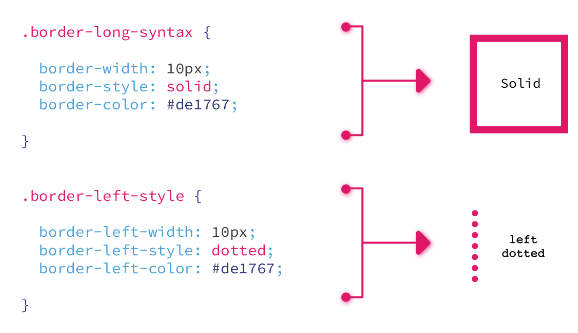 .border-long-syntax {
border-width: 10px;
border-style: solid;
border-color: #de1767;
}
Solid
.border-left-style {
border-left-width: 10px;
border-left-style: dotted;
border-left-color: #de1767;
}
left
dotted